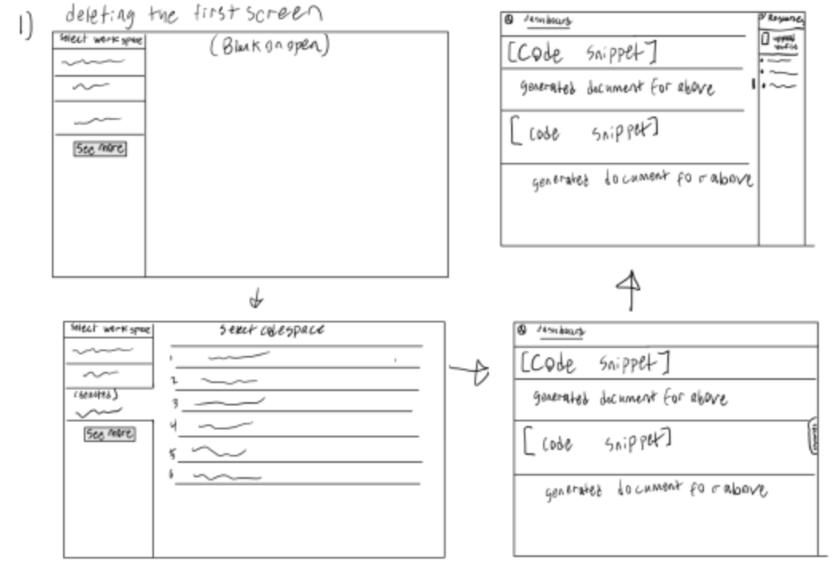 1) deleting the first screen
Select workspace
(Blank on open)
See more
Select workspace
(selected)
See more
Select codespace
1
2
3
4
5
6
Dashboard
[Code snippet]
generated document for above
[code snippet]
generated document for above
Dashboard
[Code snippet]
generated document for above
[code snippet]
generated document for above